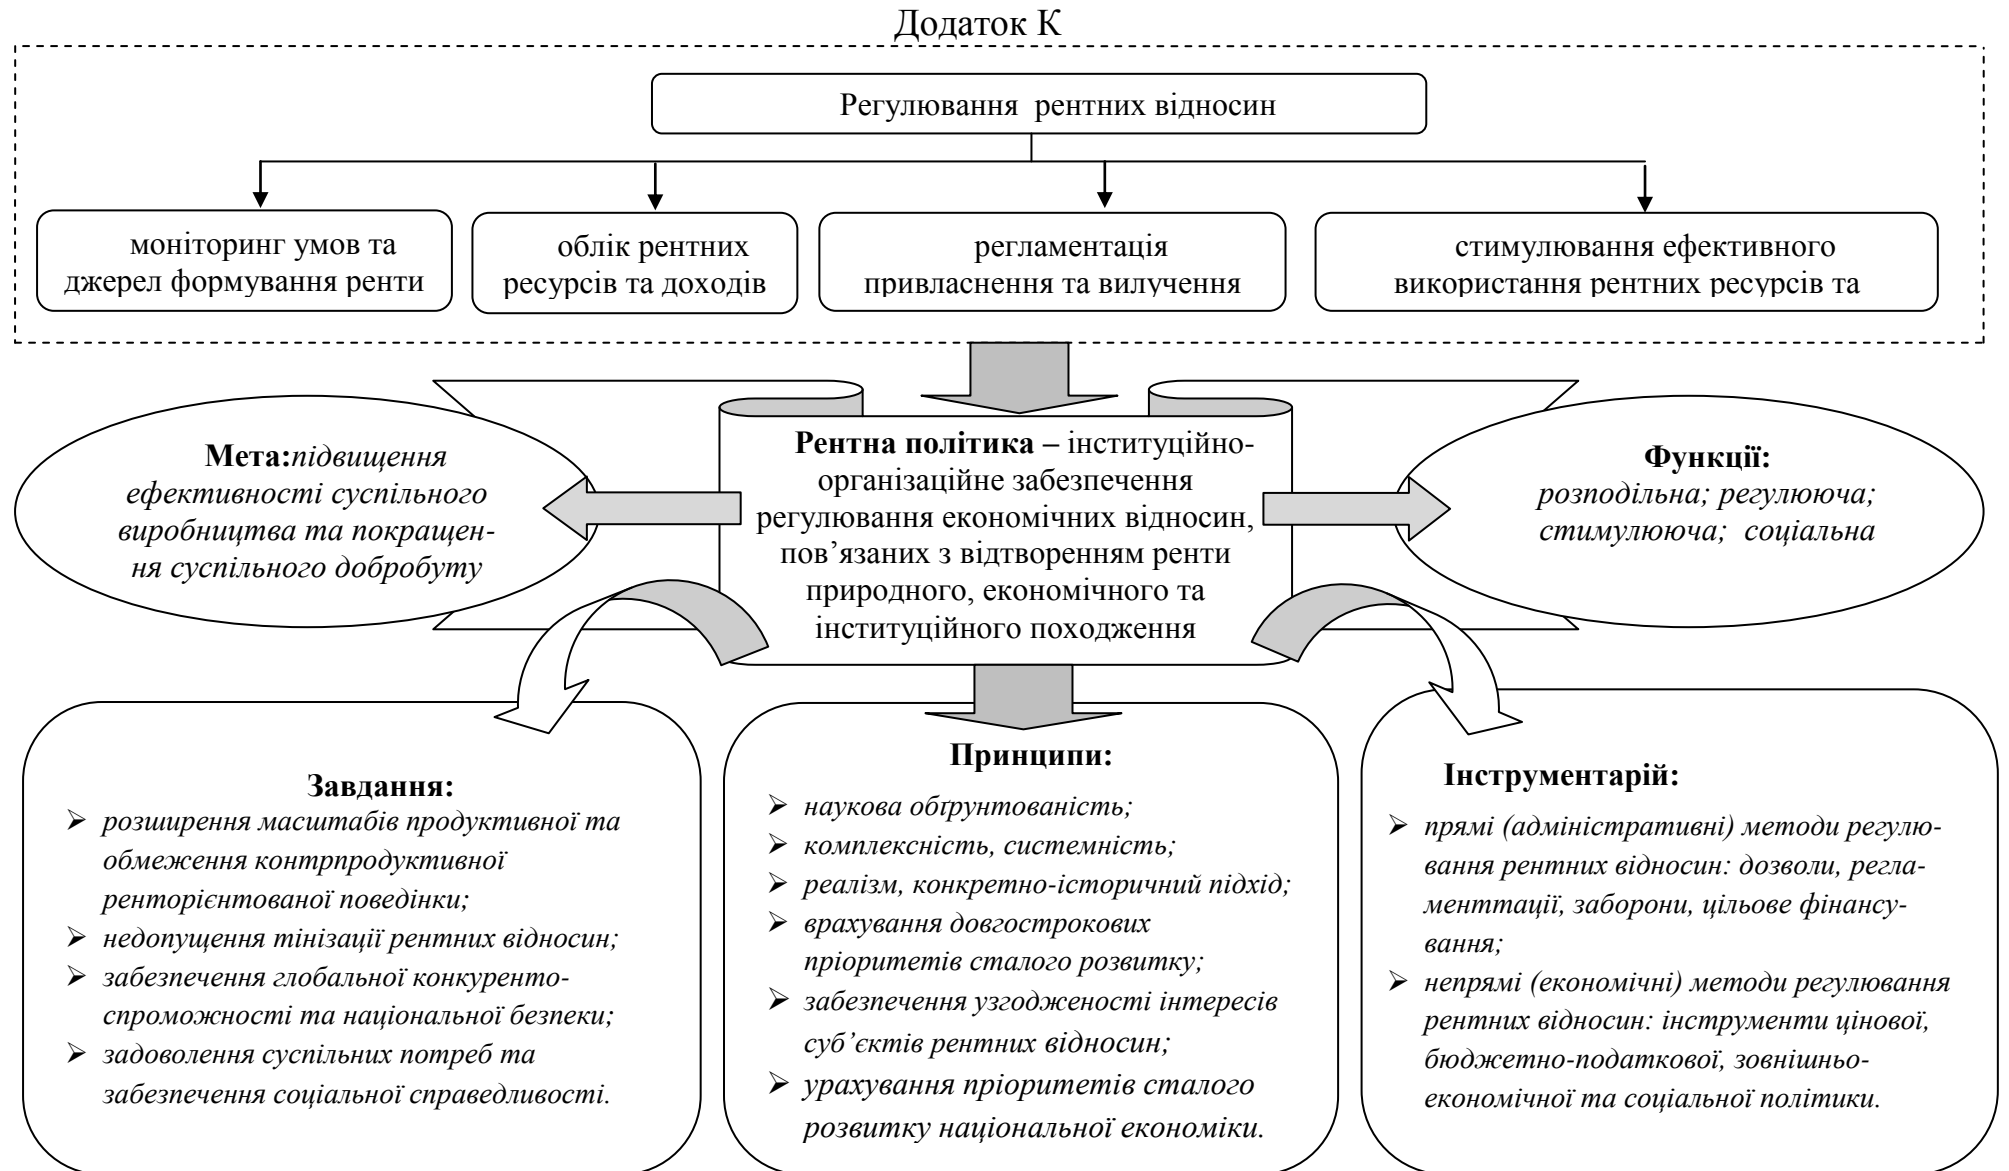 Додаток К
Регулювання рентних відносин
моніторинг умов та
джерел формування ренти
облік рентних
ресурсів та доходів
регламентація
привласнення та вилучення
стимулювання ефективного
використання рентних ресурсів та
Мета:підвищення
ефективності суспільного
виробництва та покращен-
ня суспільного добробуту
Рентна політика – інституційно-
організаційне забезпечення
регулювання економічних відносин,
пов’язаних з відтворенням ренти
природного, економічного та
інституційного походження
Функції:
розподільна; регулююча;
стимулююча; соціальна
Завдання:
➢ розширення масштабів продуктивної та
обмеження контрпродуктивної
ренторієнтованої поведінки;
➢ недопущення тінізації рентних відносин;
➢ забезпечення глобальної конкуренто-
спроможності та національної безпеки;
➢ задоволення суспільних потреб та
забезпечення соціальної справедливості.
Принципи:
➢ наукова обґрунтованість;
➢ комплексність, системність;
➢ реалізм, конкретно-історичний підхід;
➢ врахування довгострокових
пріоритетів сталого розвитку;
➢ забезпечення узгодженості інтересів
суб’єктів рентних відносин;
➢ урахування пріоритетів сталого
розвитку національної економіки.
Інструментарій:
➢ прямі (адміністративні) методи регулю-
вання рентних відносин: дозволи, регла-
менттації, заборони, цільове фінансу-
вання;
➢ непрямі (економічні) методи регулювання
рентних відносин: інструменти цінової,
бюджетно-податкової, зовнішньо-
економічної та соціальної політики.